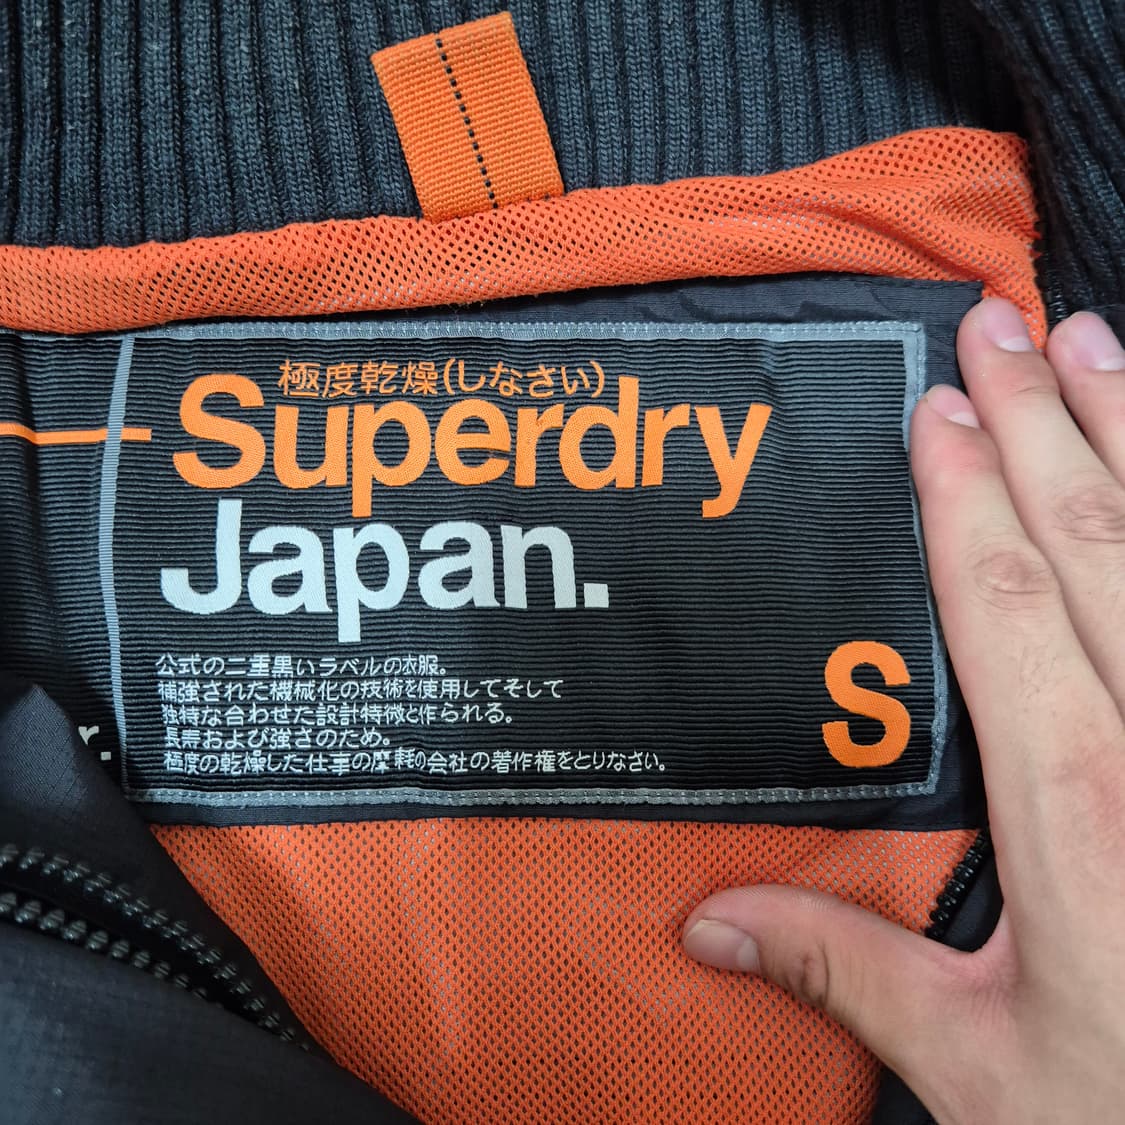 極度乾燥(しなさい)
Superdry
Japan.
公式の二重黒いラベルの衣服。
補強された機械化の技術を使用してそして
独特な合わせた設計特徴と作られる。
長寿および強さのため。
極度の乾燥した仕事の摩耗の会社の著作権をとりなさい。
S
r.